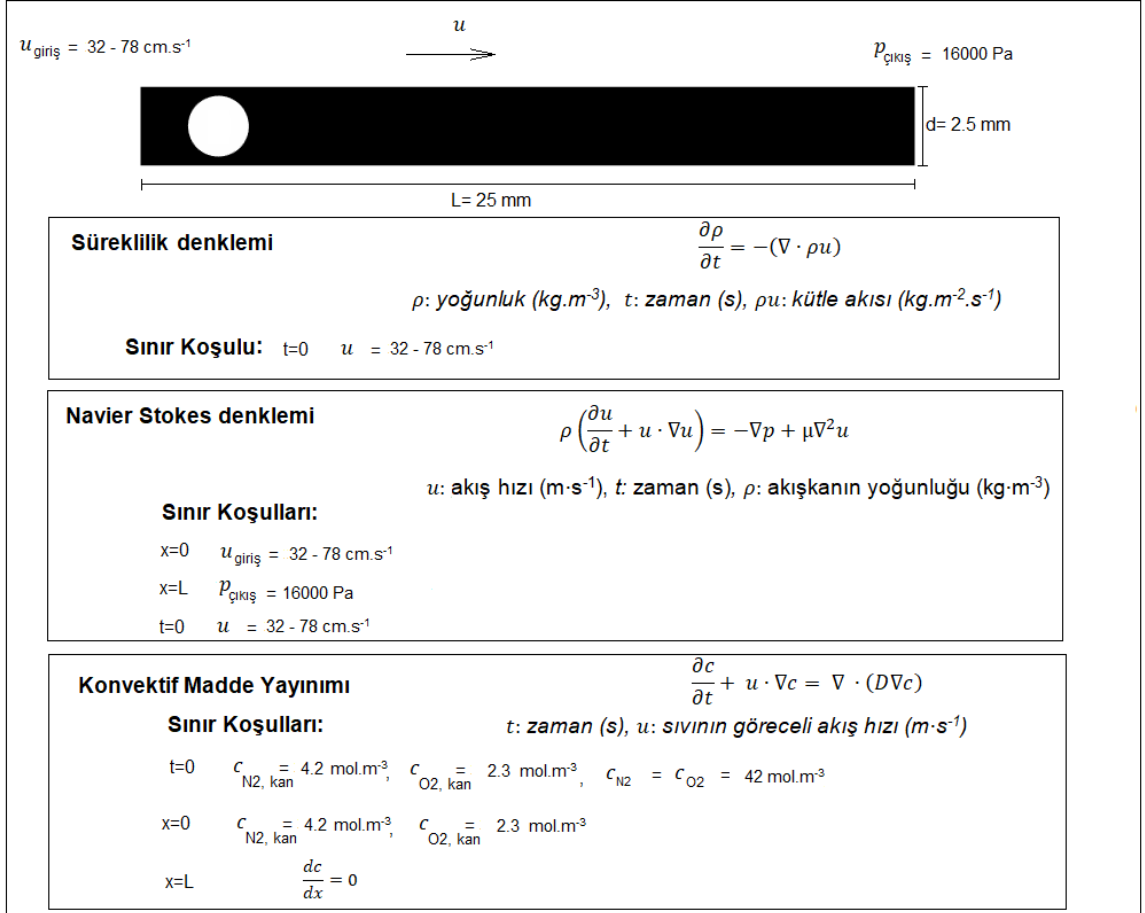 u
u giriş = 32 - 78 cm.s⁻¹
p çıkış = 16000 Pa
d= 2.5 mm
L= 25 mm
Süreklilik denklemi
∂ρ/∂t = −(∇ · ρu)
ρ: yoğunluk (kg.m⁻³), t: zaman (s), ρu: kütle akısı (kg.m⁻².s⁻¹)
Sınır Koşulu: t=0 u = 32 - 78 cm.s⁻¹
Navier Stokes denklemi
ρ(∂u/∂t + u · ∇u) = −∇p + μ∇²u
u: akış hızı (m·s⁻¹), t: zaman (s), ρ: akışkanın yoğunluğu (kg·m⁻³)
Sınır Koşulları:
x=0 u giriş = 32 - 78 cm.s⁻¹
x=L p çıkış = 16000 Pa
t=0 u = 32 - 78 cm.s⁻¹
Konvektif Madde Yayınımı
∂c/∂t + u · ∇c = ∇ · (D∇c)
Sınır Koşulları:
t: zaman (s), u: sıvının göreceli akış hızı (m·s⁻¹)
t=0 c N2, kan = 4.2 mol.m⁻³, c O2, kan = 2.3 mol.m⁻³, c N2 = c O2 = 42 mol.m⁻³
x=0 c N2, kan = 4.2 mol.m⁻³, c O2, kan = 2.3 mol.m⁻³
x=L dc/dx = 0